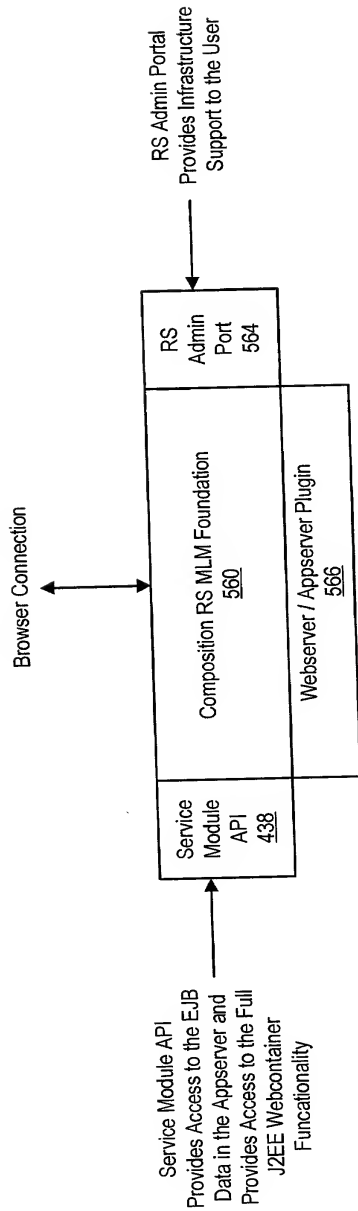 Browser Connection
Service Module API
Provides Access to the EJB
Data in the Appserver and
Provides Access to the Full
J2EE Webcontainer
Funcationality
Service
Module
API
438
Composition RS MLM Foundation
560
Webserver / Appserver Plugin
566
RS
Admin
Port
564
RS Admin Portal
Provides Infrastructure
Support to the User